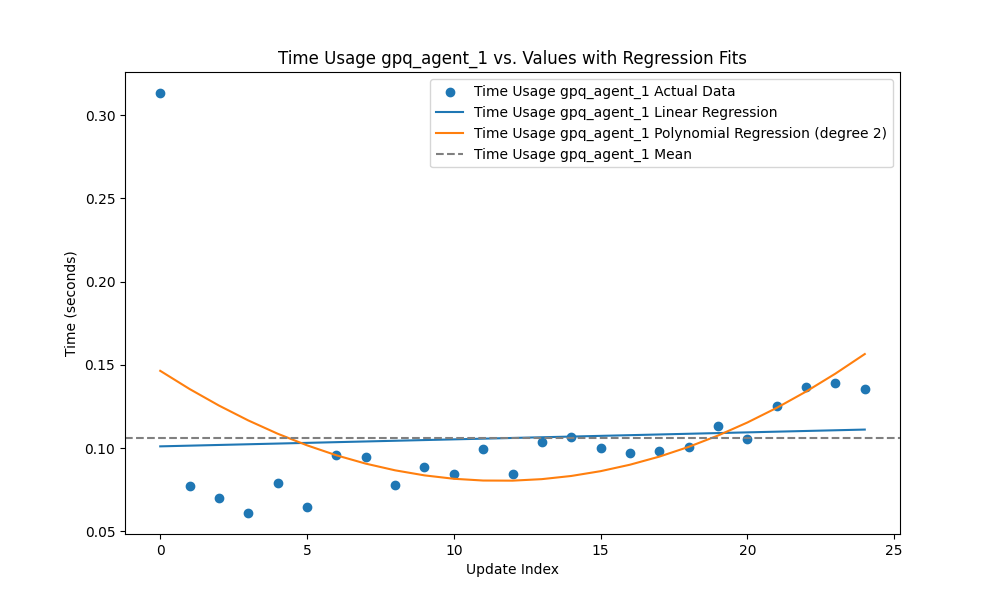 Time Usage gpq_agent_1 vs. Values with Regression Fits
Time Usage gpq_agent_1 Actual Data
Time Usage gpq_agent_1 Linear Regression
Time Usage gpq_agent_1 Polynomial Regression (degree 2)
Time Usage gpq_agent_1 Mean
Time (seconds)
0.30
0.25
0.20
0.15
0.10
0.05
0
5
10
15
20
25
Update Index